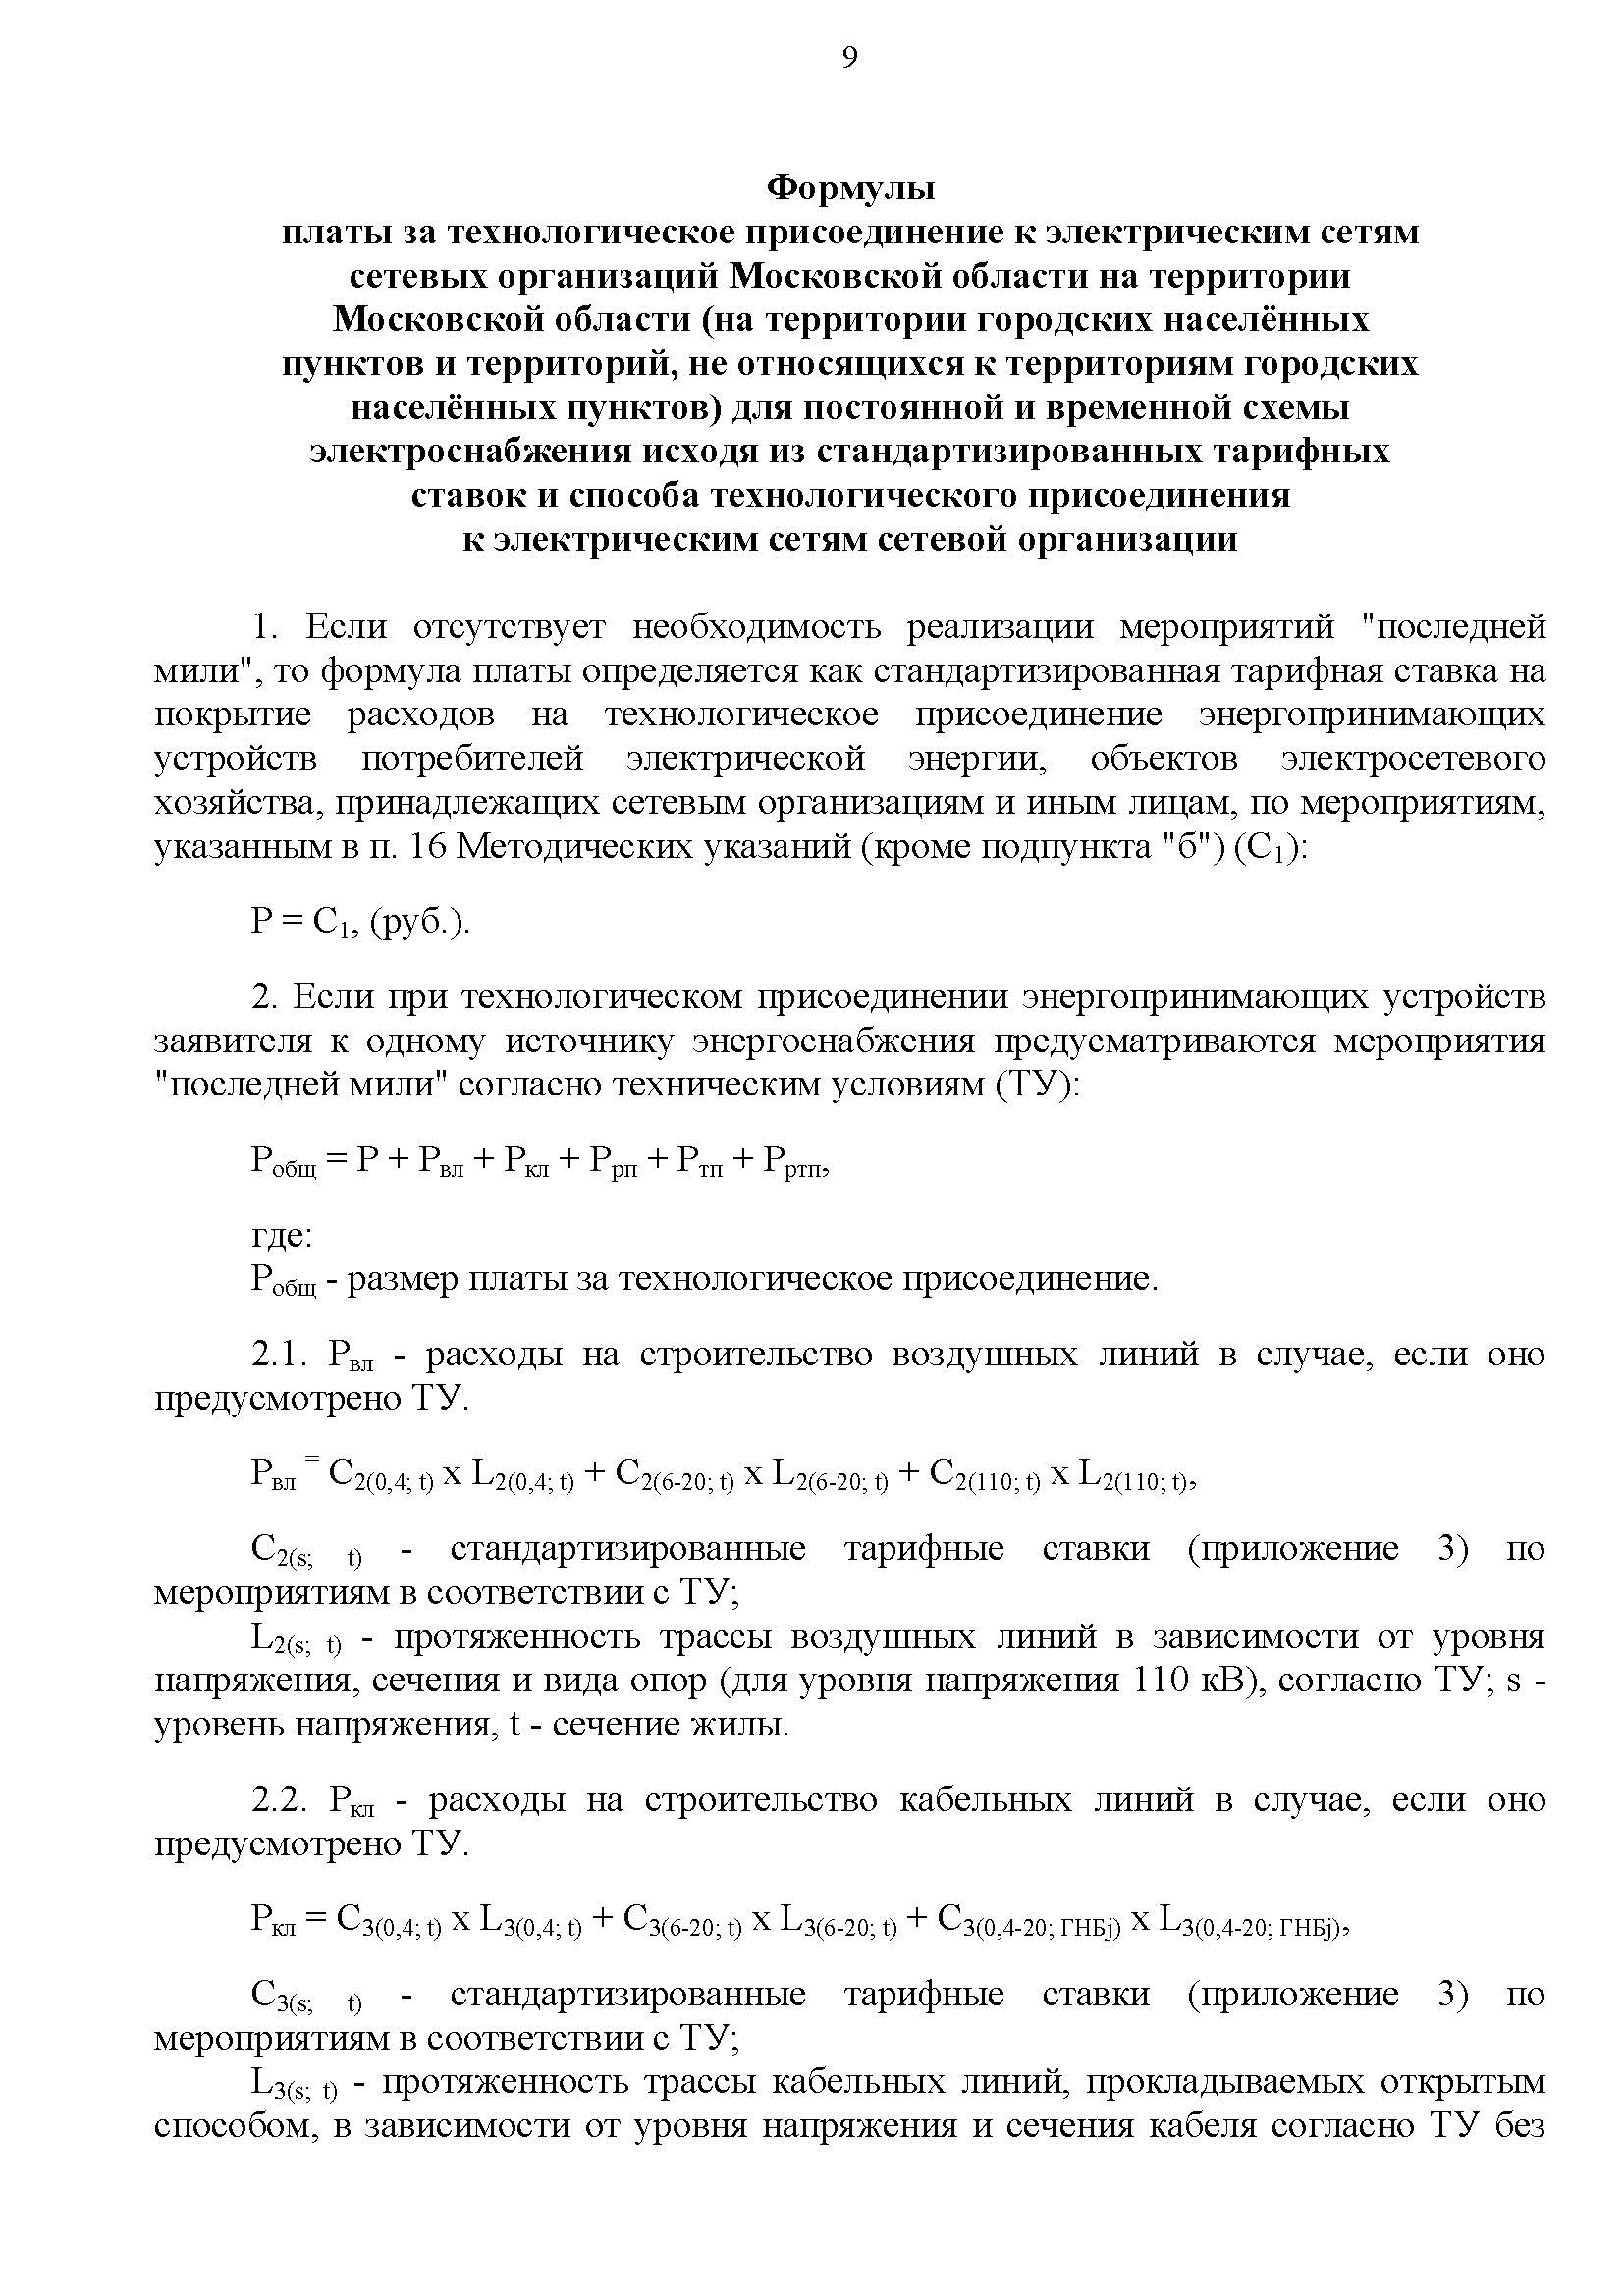 9
Формулы
платы за технологическое присоединение к электрическим сетям
сетевых организаций Московской области на территории
Московской области (на территории городских населённых
пунктов и территорий, не относящихся к территориям городских
населённых пунктов) для постоянной и временной схемы
электроснабжения исходя из стандартизированных тарифных
ставок и способа технологического присоединения
к электрическим сетям сетевой организации
1. Если отсутствует необходимость реализации мероприятий "последней
мили", то формула платы определяется как стандартизированная тарифная ставка на
покрытие расходов на технологическое присоединение энергопринимающих
устройств потребителей электрической энергии, объектов электросетевого
хозяйства, принадлежащих сетевым организациям и иным лицам, по мероприятиям,
указанным в п. 16 Методических указаний (кроме подпункта "б") (С1):
Р = С1, (руб.).
2. Если при технологическом присоединении энергопринимающих устройств
заявителя к одному источнику энергоснабжения предусматриваются мероприятия
"последней мили" согласно техническим условиям (ТУ):
Робщ = Р + Рвл + Ркл + Ррп + Ртп + Рртп,
где:
Робщ - размер платы за технологическое присоединение.
2.1. Рвл - расходы на строительство воздушных линий в случае, если оно
предусмотрено ТУ.
Рвл = С2(0,4; t) х L2(0,4; t) + С2(6-20; t) х L2(6-20; t) + С2(110; t) х L2(110; t),
С2(s; t) - стандартизированные тарифные ставки (приложение 3) по
мероприятиям в соответствии с ТУ;
L2(s; t) - протяженность трассы воздушных линий в зависимости от уровня
напряжения, сечения и вида опор (для уровня напряжения 110 кВ), согласно ТУ; s -
уровень напряжения, t - сечение жилы.
2.2. Ркл - расходы на строительство кабельных линий в случае, если оно
предусмотрено ТУ.
Ркл = С3(0,4; t) х L3(0,4; t) + С3(6-20; t) х L3(6-20; t) + С3(0,4-20; ГНБj) х L3(0,4-20; ГНБj),
С3(s; t) - стандартизированные тарифные ставки (приложение 3) по
мероприятиям в соответствии с ТУ;
L3(s; t) - протяженность трассы кабельных линий, прокладываемых открытым
способом, в зависимости от уровня напряжения и сечения кабеля согласно ТУ без